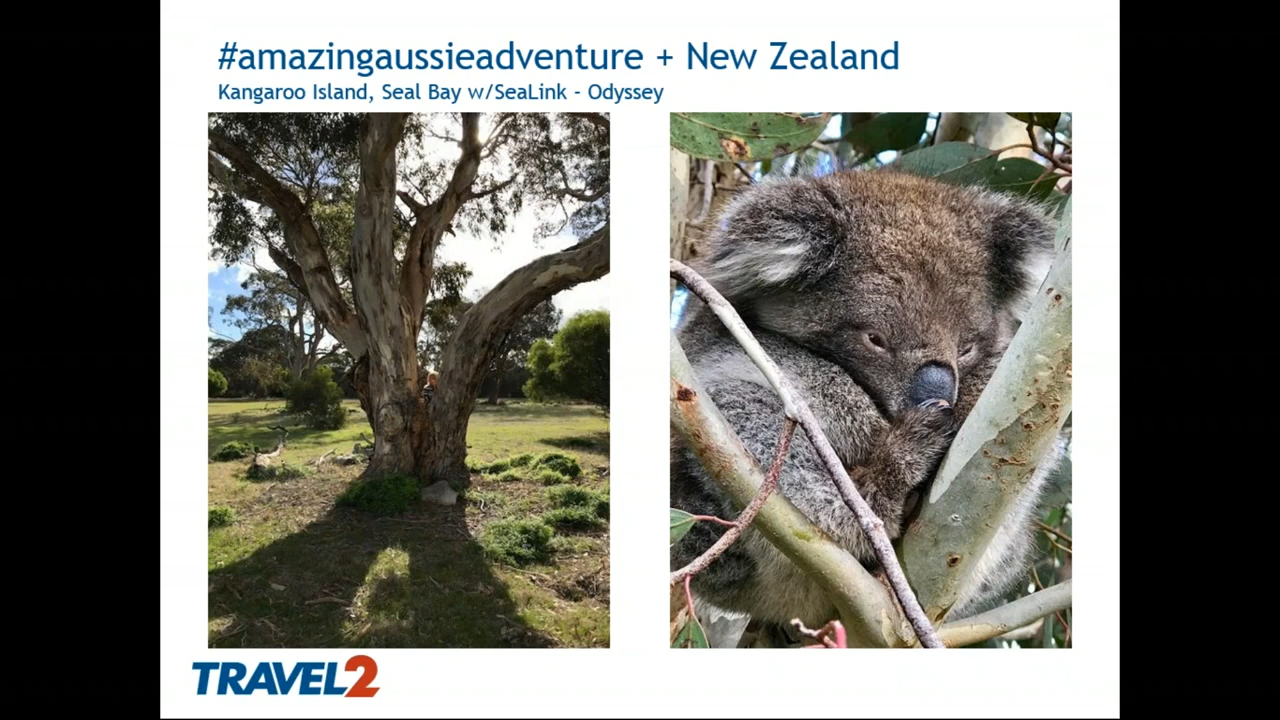 #amazingaussieadventure + New Zealand
Kangaroo Island, Seal Bay w/SeaLink - Odyssey
TRAVEL2